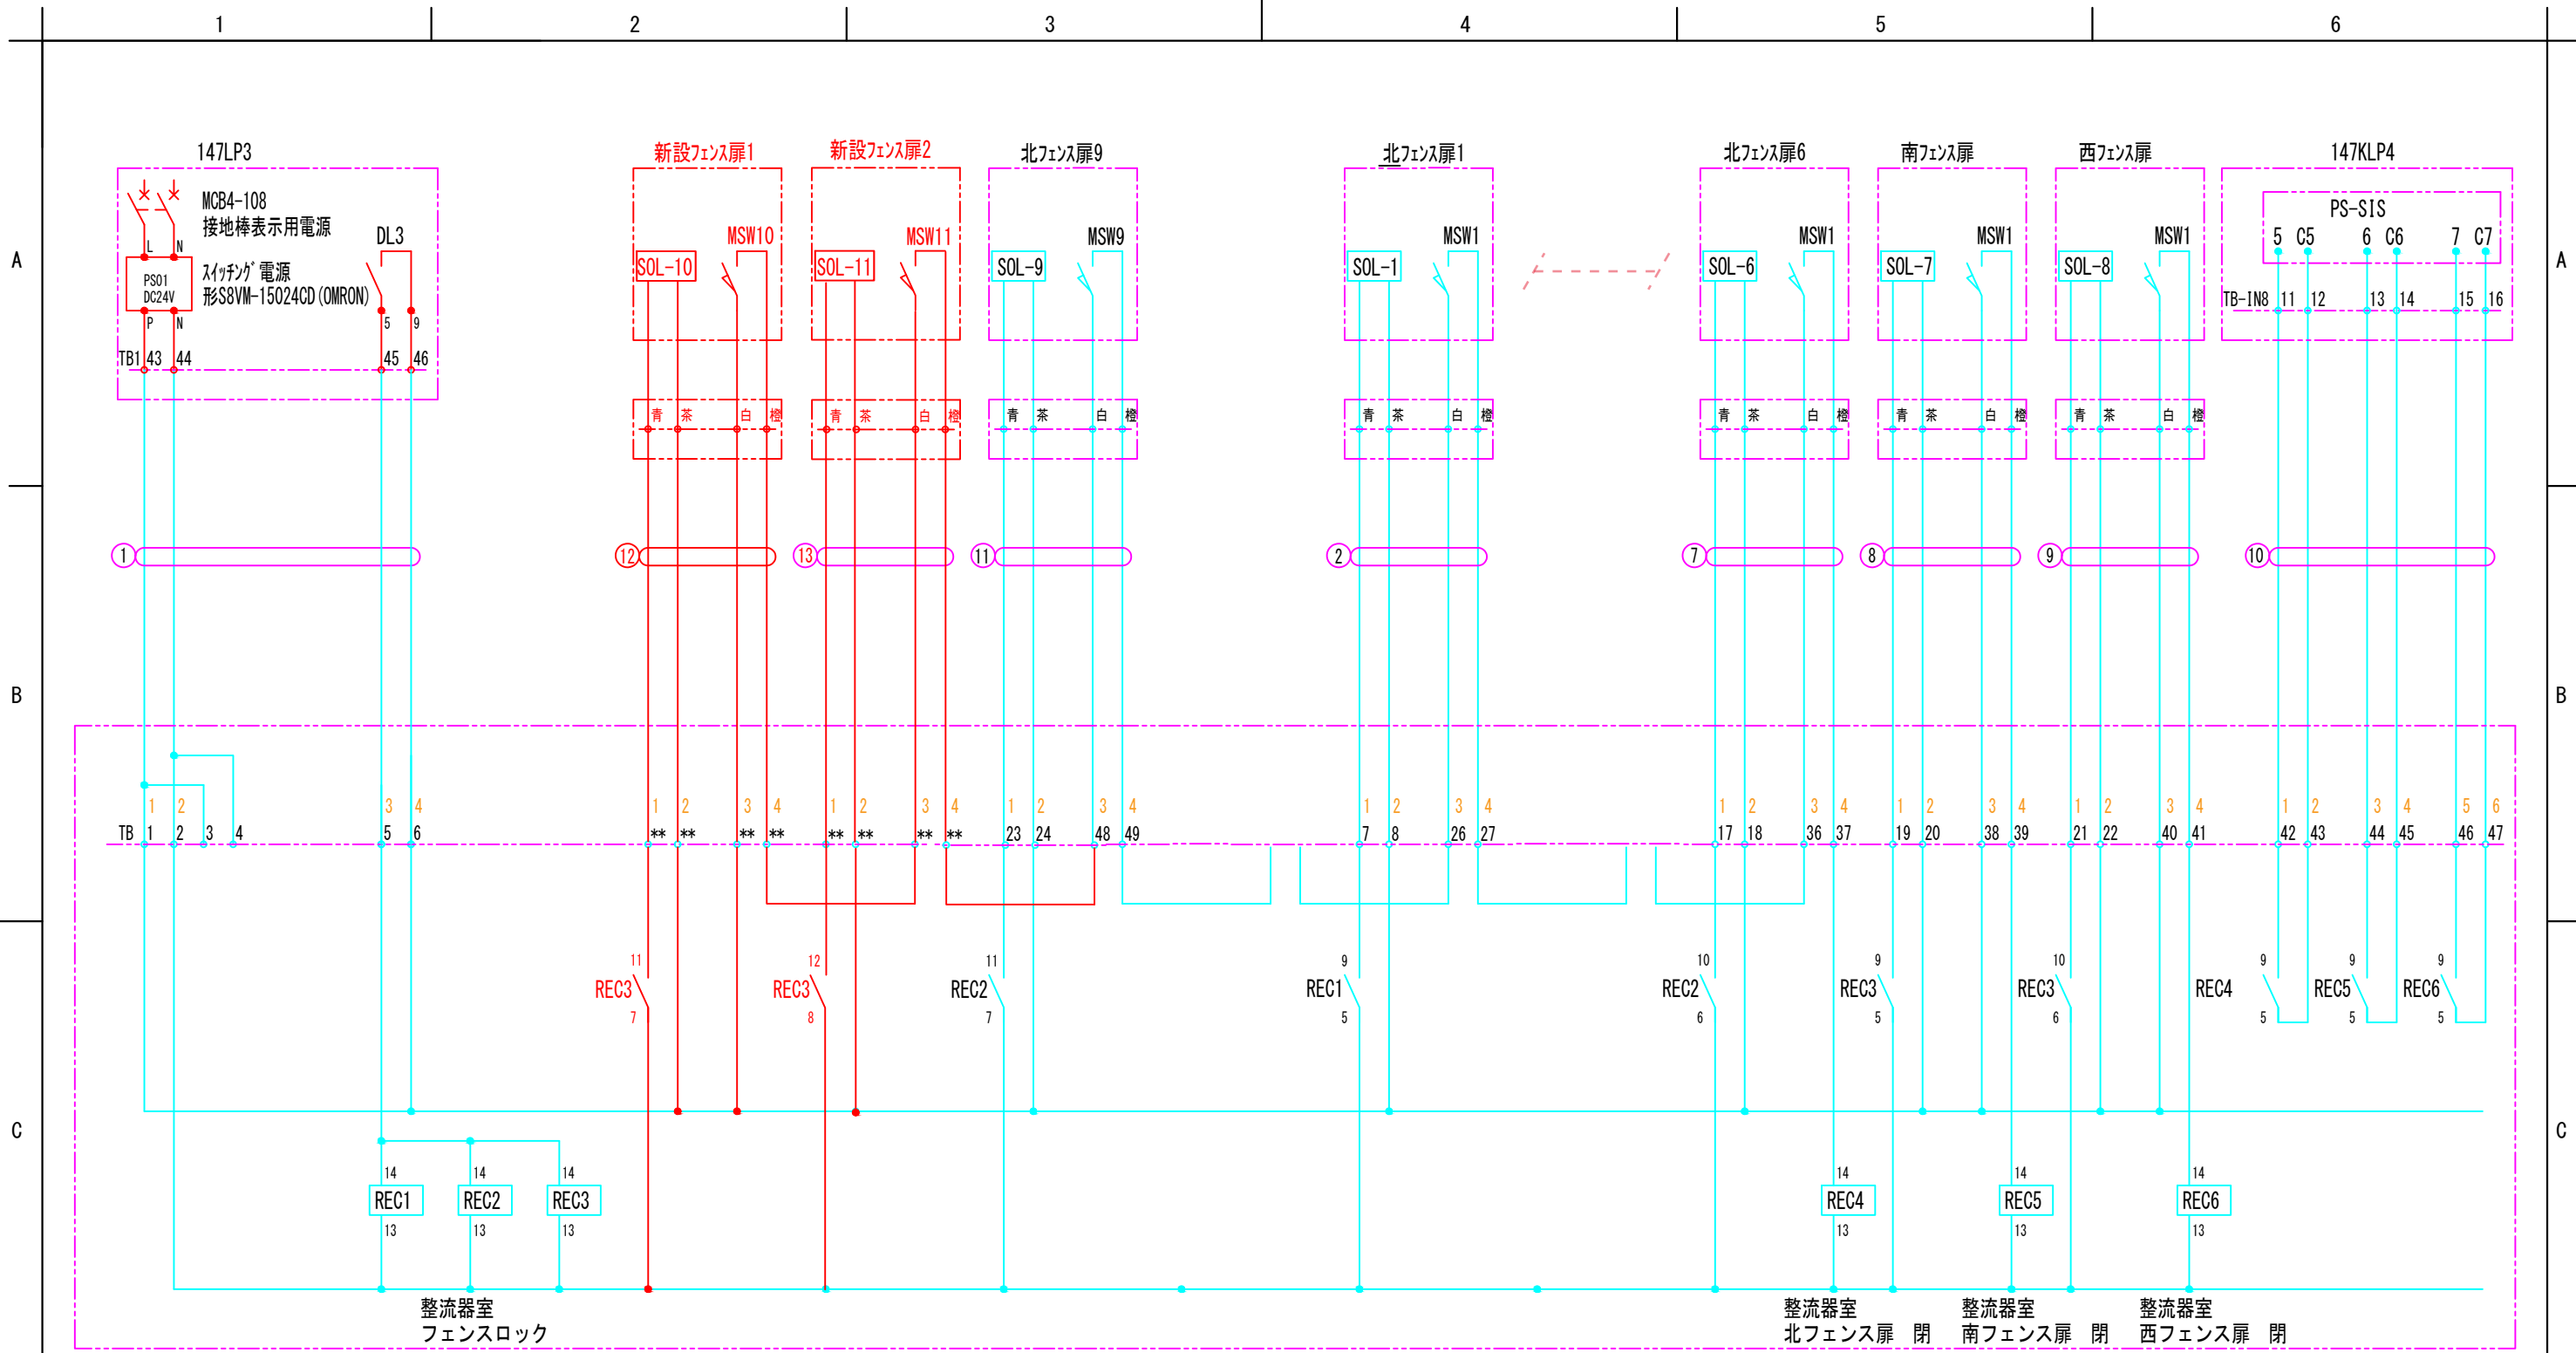 1 2 3 4 5 6
147LP3 新設フェンス扉1 新設フェンス扉2 北フェンス扉9 北フェンス扉1 北フェンス扉6 南フェンス扉 西フェンス扉 147KLP4
MCB4-108
接地棒表示用電源
PS-SIS
DL3 MSW10 MSW11 MSW9 MSW1 MSW1 MSW1 MSW1 5 C5 6 C6 7 C7
L N
A A
SOL-10 SOL-11 SOL-9 SOL-1 SOL-6 SOL-7 SOL-8
スイッチング電源
形S8VM-15024CD(OMRON)
PS01
DC24V
TB-IN8 11 12 13 14 15 16
P N 5 9
TB1 43 44 45 46
青 茶 白 橙 青 茶 白 橙 青 茶 白 橙 青 茶 白 橙 青 茶 白 橙 青 茶 白 橙 青 茶 白 橙
1 12 13 11 2 7 8 9 10
B B
1 2 3 4 1 2 3 4 1 2 3 4 1 2 3 4 1 2 3 4 1 2 3 4 1 2 3 4 1 2 3 4 1 2 3 4 5 6
TB 1 2 3 4 5 6 ** ** ** ** ** ** ** ** 23 24 48 49 7 8 26 27 17 18 36 37 19 20 38 39 21 22 40 41 42 43 44 45 46 47
11 12 11 9 10 9 10 9 9 9
REC3 REC3 REC2 REC1 REC2 REC3 REC3 REC4 REC5 REC6
7 8 7 5 6 5 6 5 5 5
C C
14 14 14 14 14 14
REC1 REC2 REC3 REC4 REC5 REC6
13 13 13 13 13 13
整流器室 整流器室 整流器室 整流器室
フェンスロック 北フェンス扉 閉 南フェンス扉 閉 西フェンス扉 閉